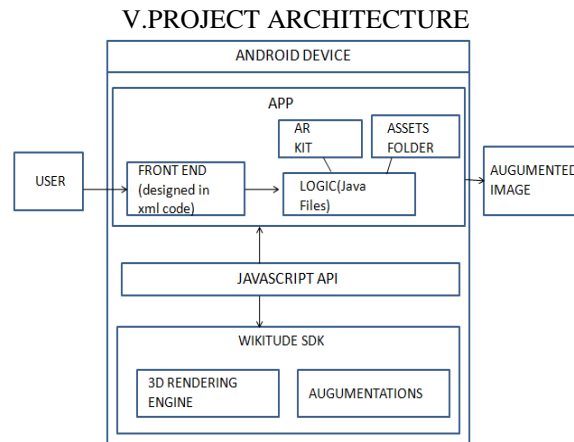 V.PROJECT ARCHITECTURE
ANDROID DEVICE
APP
AR
KIT
ASSETS
FOLDER
USER
FRONT END
(designed in
xml code)
LOGIC(Java
Files)
AUGUMENTED
IMAGE
JAVASCRIPT API
WIKITUDE SDK
3D RENDERING
ENGINE
AUGUMENTATIONS